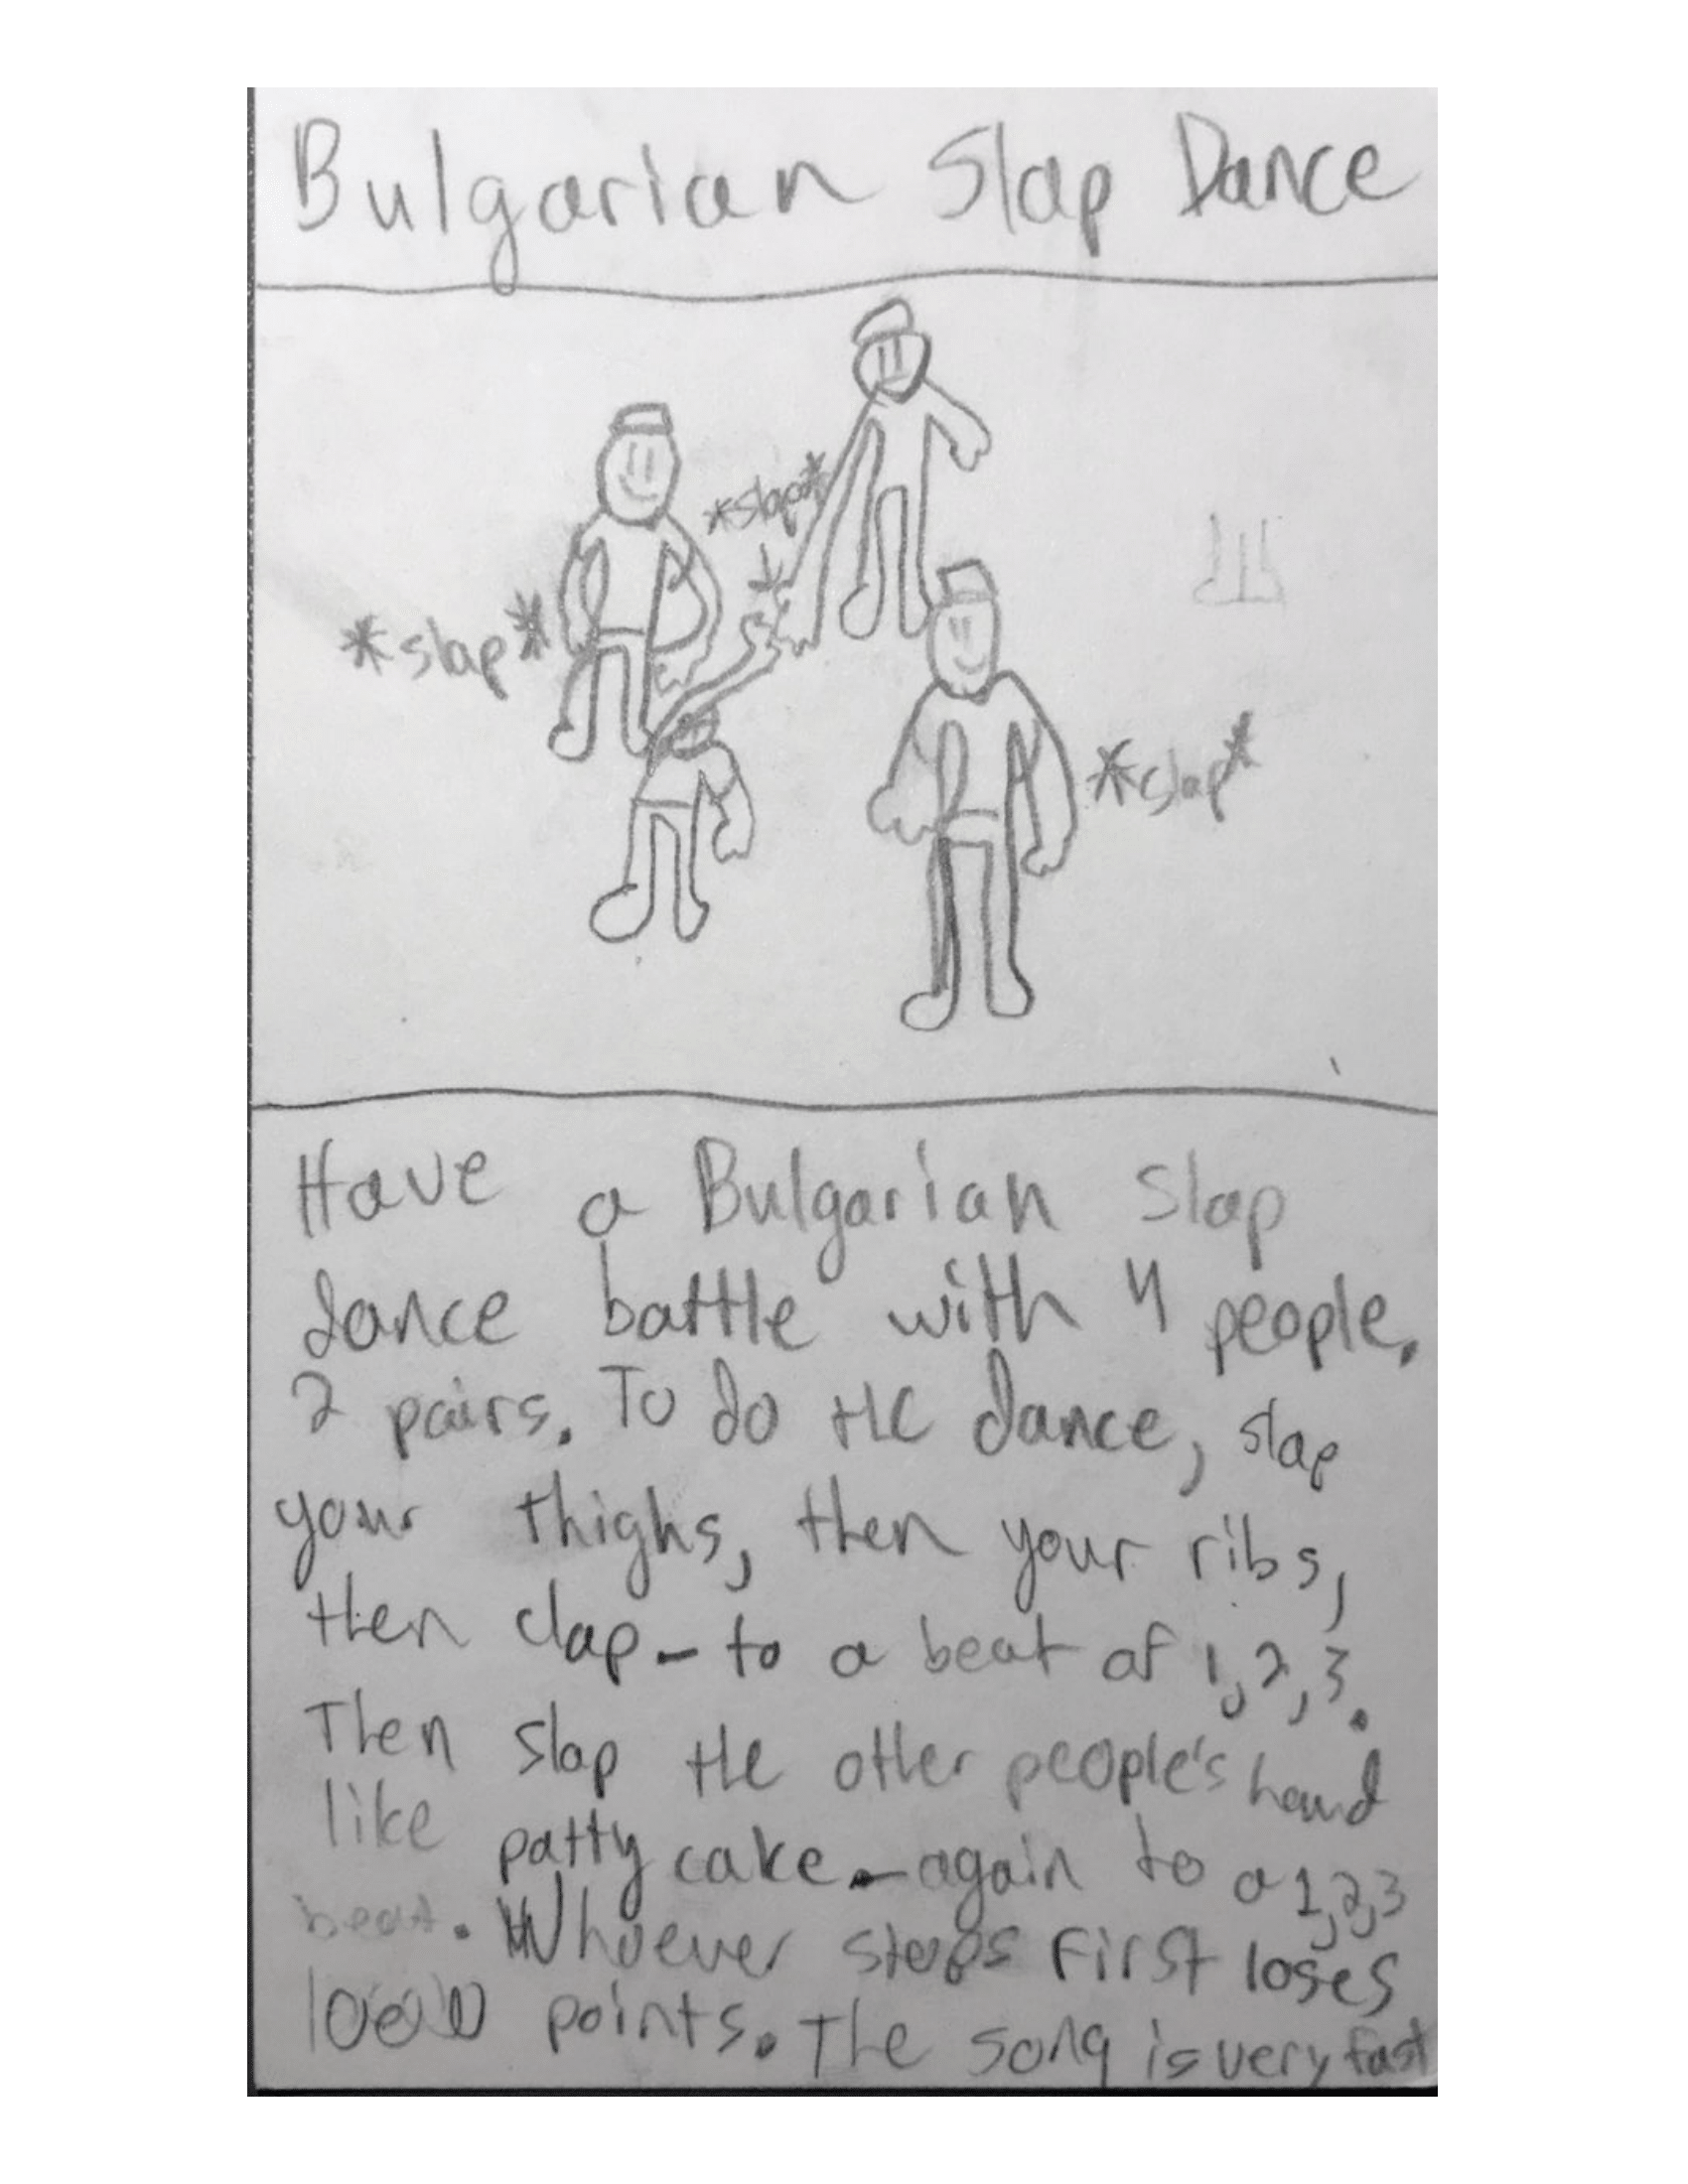 Bulgarian Slap Dance
*slap*
*slap*
*slap*
Have a Bulgarian Slap
dance battle with 4 people.
2 pairs. To do the dance, slap
your thighs, then your ribs,
then clap - to a beat of 1,2,3.
Then slap the other people's hand
like patty cake - again to a 1,2,3
beat. Whoever stops first loses
points. The song is very fast